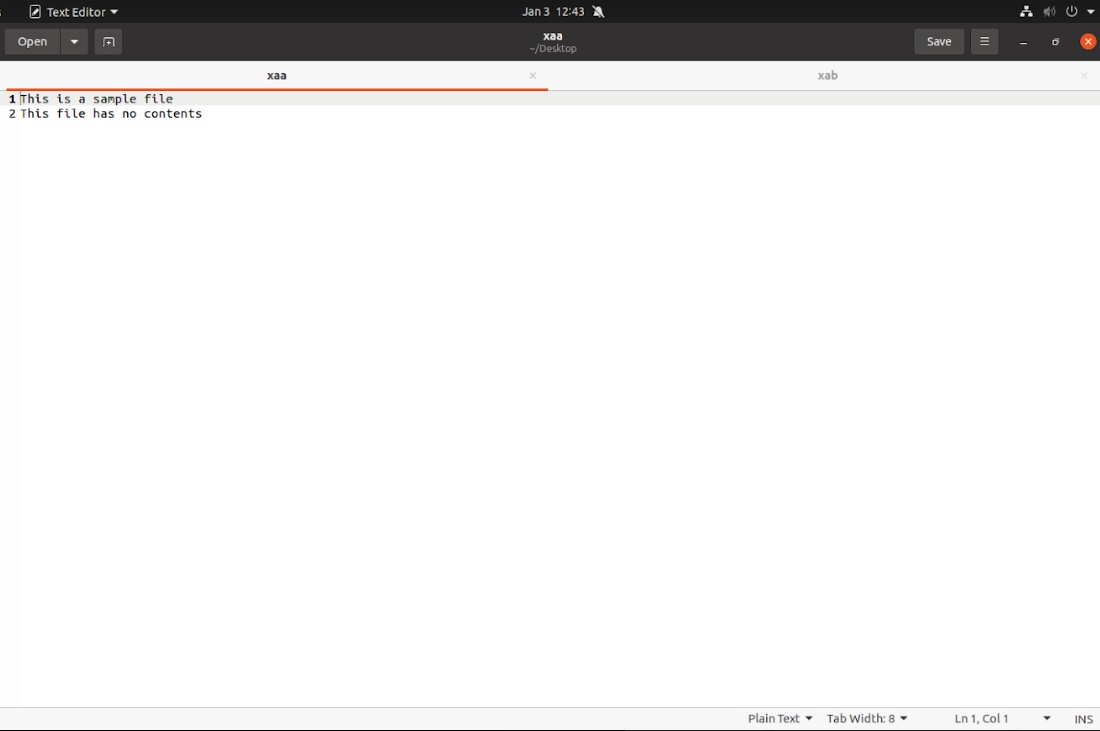 Text Editor
Jan 3 12:43
Open
xaa
~/Desktop
Save
xaa
xab
1 This is a sample file
2 This file has no contents
Plain Text
Tab Width: 8
Ln 1, Col 1
INS